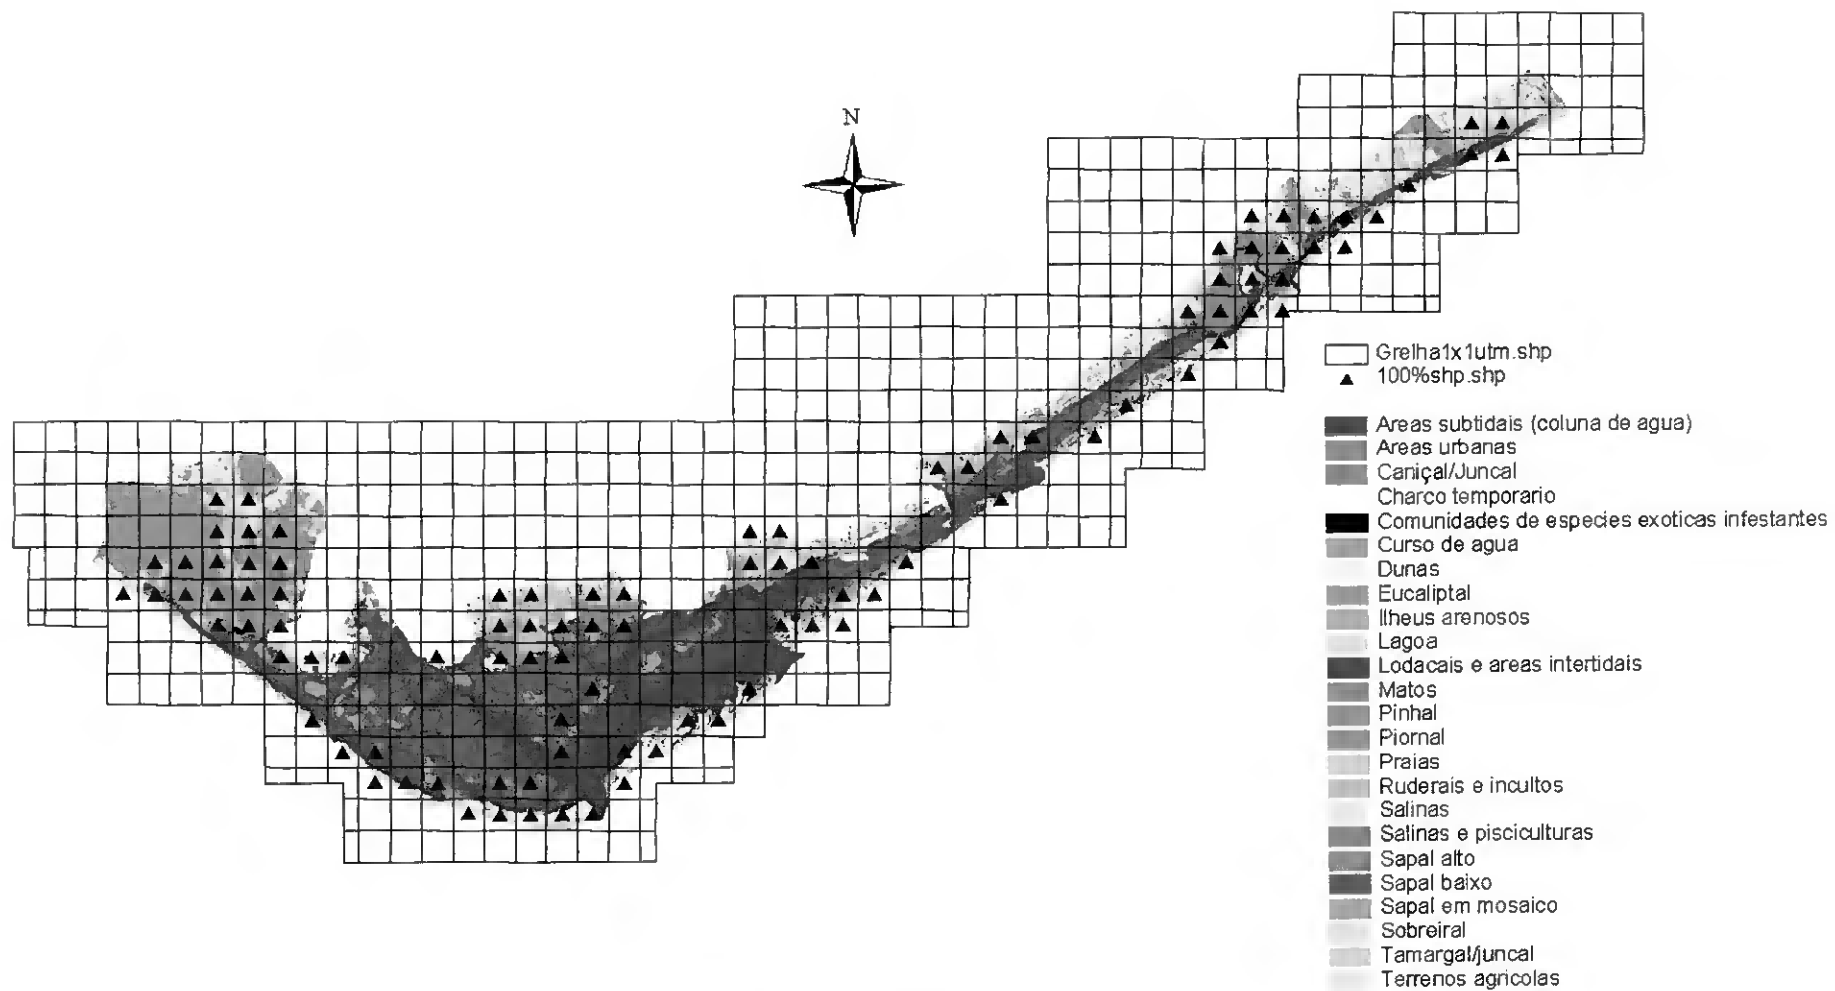 N
Grelha1x1utm.shp
100%shp.shp
Areas subtidais (coluna de agua)
Areas urbanas
Caniçal/Juncal
Charco temporario
Comunidades de especies exoticas infestantes
Curso de agua
Dunas
Eucaliptal
Ilheus arenosos
Lagoa
Lodacais e areas intertidais
Matos
Pinhal
Piornal
Praias
Ruderais e incultos
Salinas
Salinas e pisciculturas
Sapal alto
Sapal baixo
Sapal em mosaico
Sobreiral
Tamargal/juncal
Terrenos agricolas